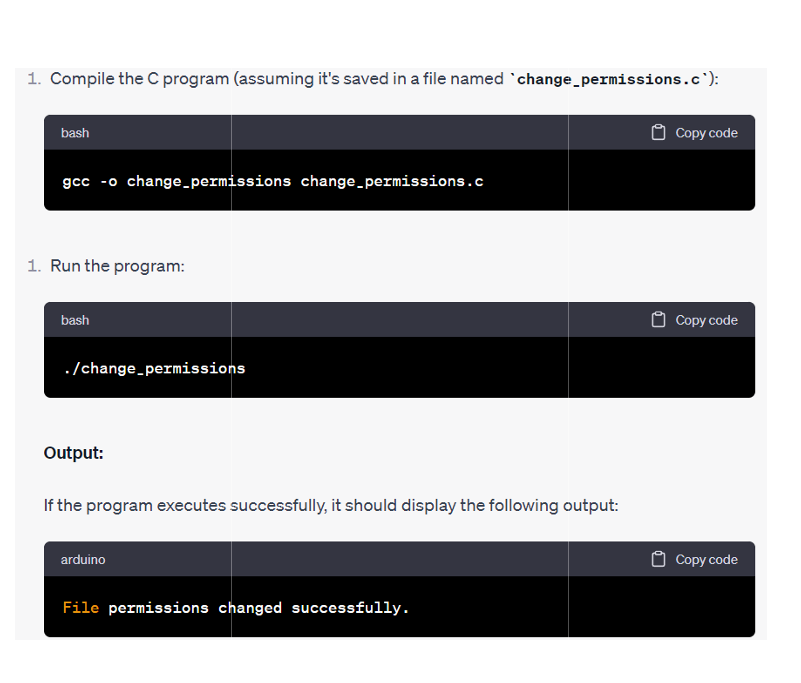 1. Compile the C program (assuming it's saved in a file named `change_permissions.c`):
bash
Copy code
gcc -o change_permissions change_permissions.c
1. Run the program:
bash
Copy code
./change_permissions
Output:
If the program executes successfully, it should display the following output:
arduino
Copy code
File permissions changed successfully.